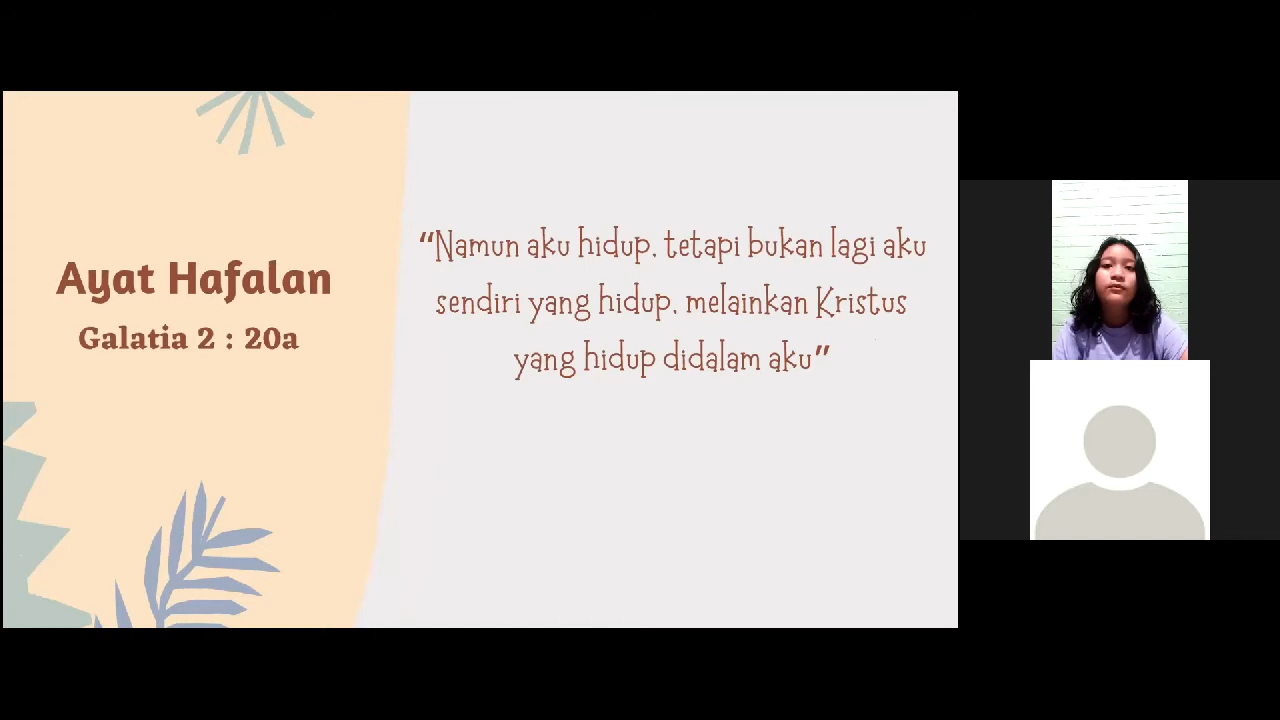 Ayat Hafalan
Galatia 2 : 20a
“Namun aku hidup, tetapi bukan lagi aku
sendiri yang hidup, melainkan Kristus
yang hidup didalam aku”